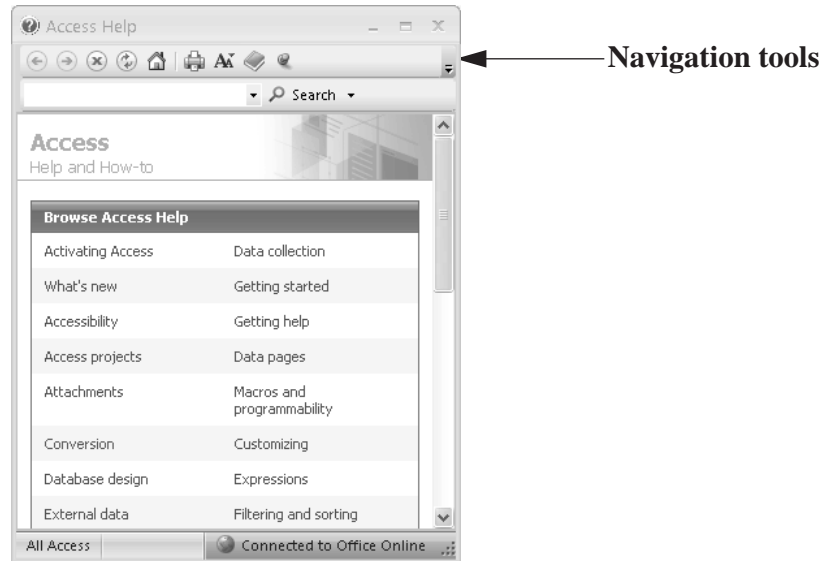 Access Help
Navigation tools
Search
Access
Help and How-to
Browse Access Help
Activating Access Data collection
What's new Getting started
Accessibility Getting help
Access projects Data pages
Attachments Macros and
programmability
Conversion Customizing
Database design Expressions
External data Filtering and sorting
All Access Connected to Office Online